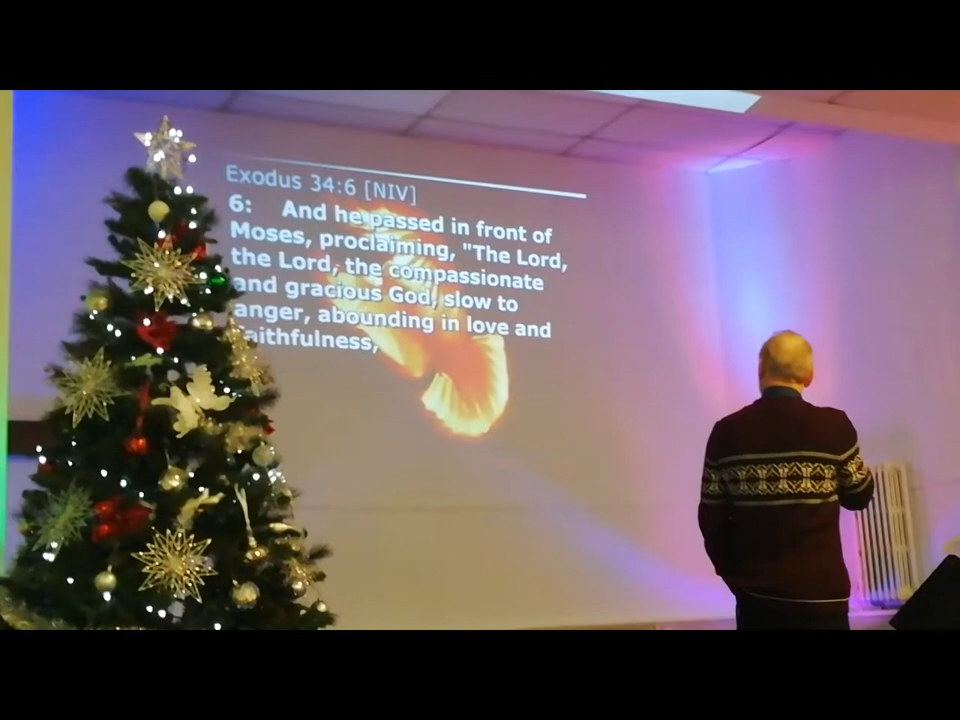 Exodus 34:6 [NIV]
6: And he passed in front of
Moses, proclaiming, "The Lord,
the Lord, the compassionate
and gracious God, slow to
anger, abounding in love and
faithfulness,